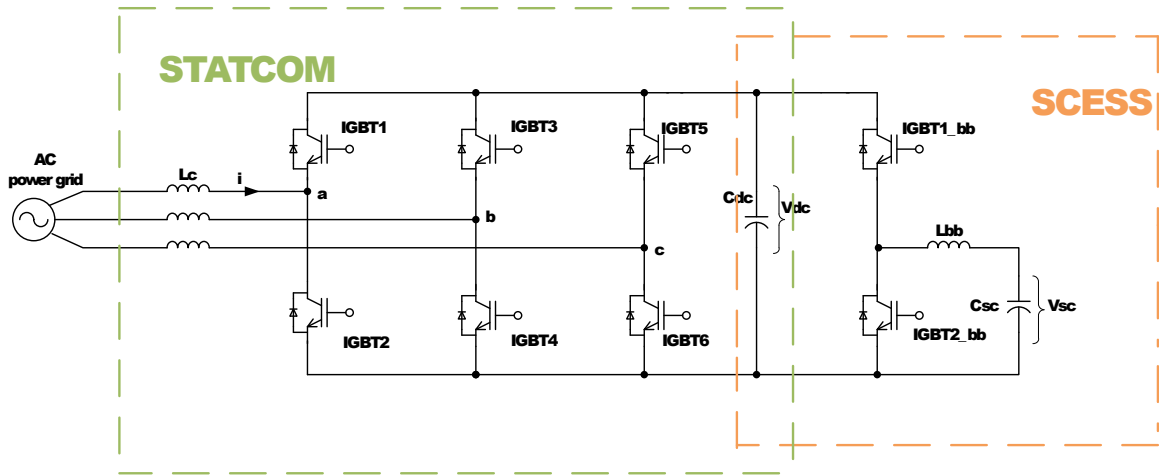 STATCOM
SCESS
IGBT1
IGBT3
IGBT5
IGBT1_bb
AC
power grid
Lc
i
a
b
c
Cdc
Vdc
Lbb
Csc
Vsc
IGBT2
IGBT4
IGBT6
IGBT2_bb